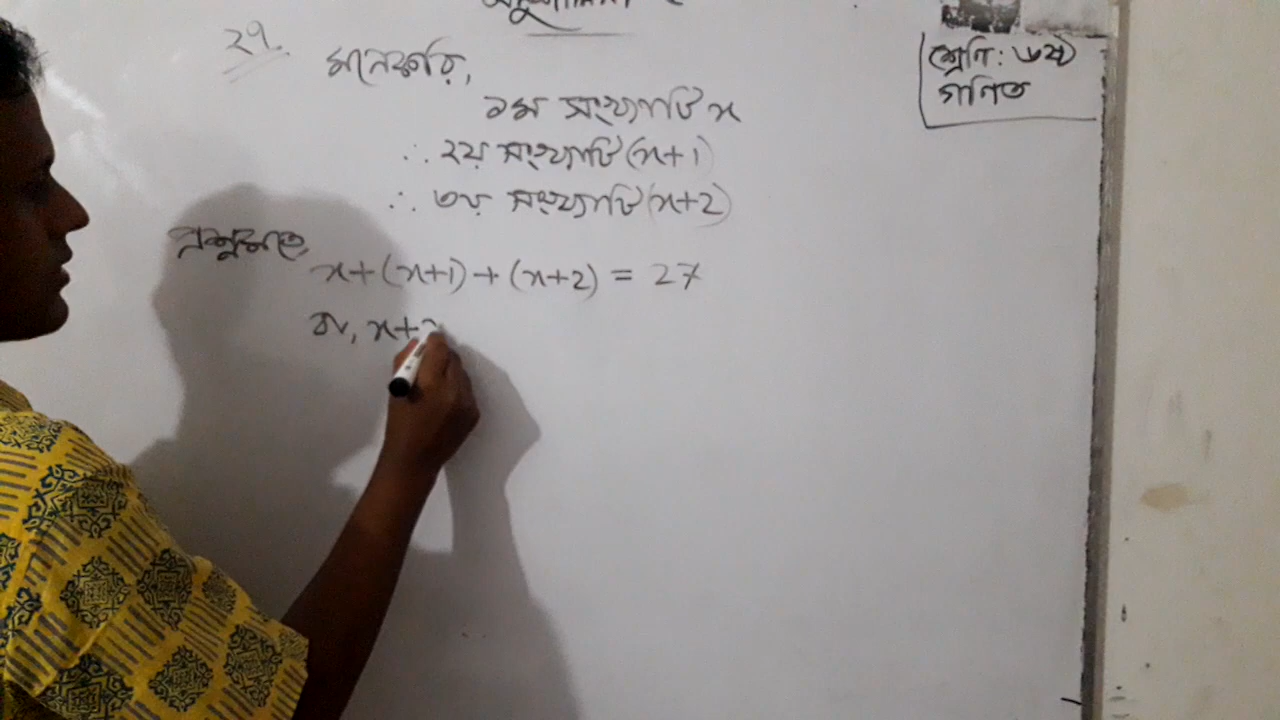 শ্রেণি: ৬ষ্ঠ
গণিত
২৭.
মনেকরি,
১ম সংখ্যাটি x
∴ ২য় সংখ্যাটি (x+1)
∴ ৩য় সংখ্যাটি (x+2)
প্রশ্নমতে,
x+(x+1)+(x+2) = 27
বা, x+